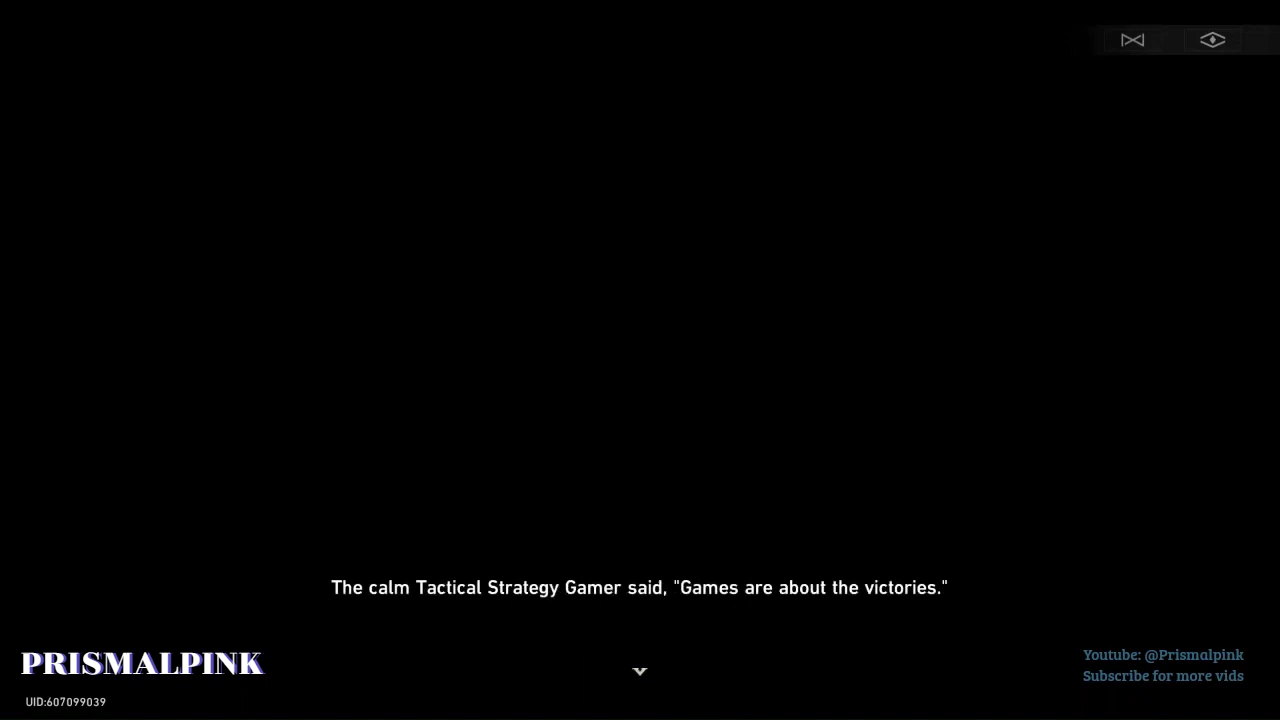 The calm Tactical Strategy Gamer said, "Games are about the victories."
PRISMALPINK
Youtube: @Prismalpink
Subscribe for more vids
UID:607099039